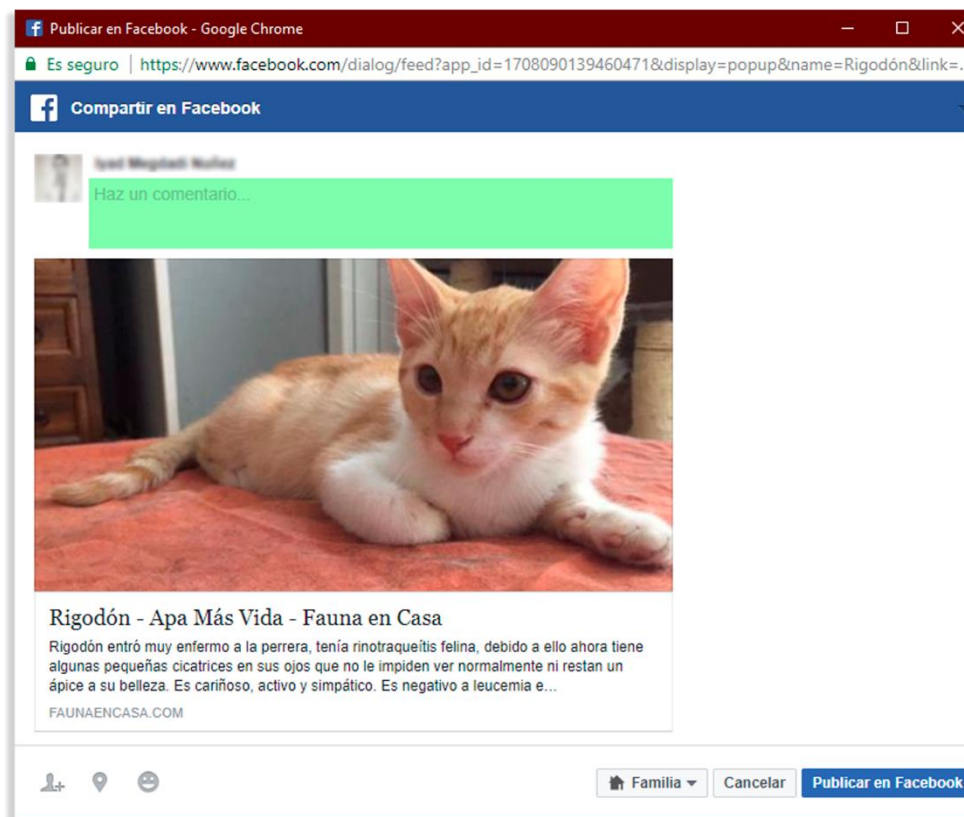 Publicar en Facebook - Google Chrome
Es seguro | https://www.facebook.com/dialog/feed?app_id=1708090139460471&display=popup&name=Rigodón&link=..
Compartir en Facebook
Haz un comentario...
Rigodón - Apa Más Vida - Fauna en Casa
Rigodón entró muy enfermo a la perrera, tenía rinotraqueítis felina, debido a ello ahora tiene
algunas pequeñas cicatrices en sus ojos que no le impiden ver normalmente ni restan un
ápice a su belleza. Es cariñoso, activo y simpático. Es negativo a leucemia e...
FAUNAENCASA.COM
Familia Cancelar Publicar en Facebook